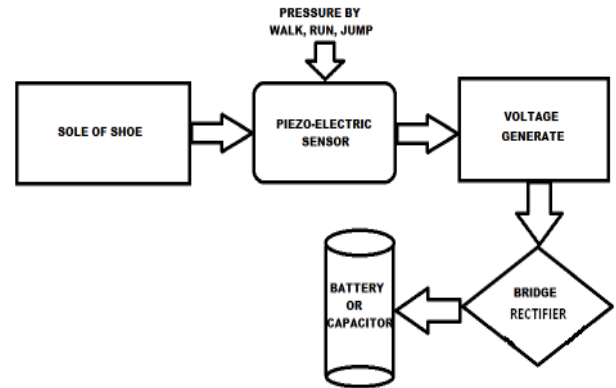 PRESSURE BY
WALK, RUN, JUMP
SOLE OF SHOE
PIEZO-ELECTRIC
SENSOR
VOLTAGE
GENERATE
BATTERY
OR
CAPACITOR
BRIDGE
RECTIFIER